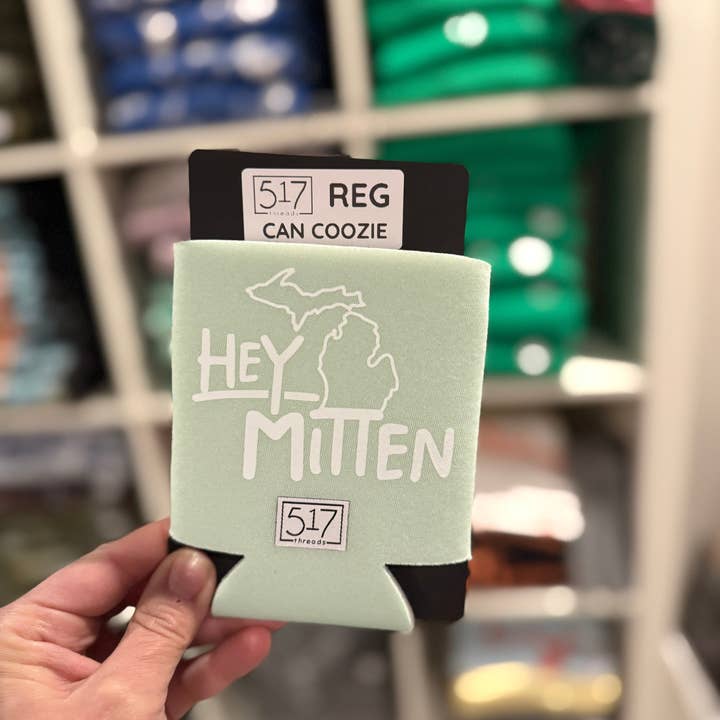 517 REG
threads
CAN COOZIE
HEY
MITTEN
517
threads